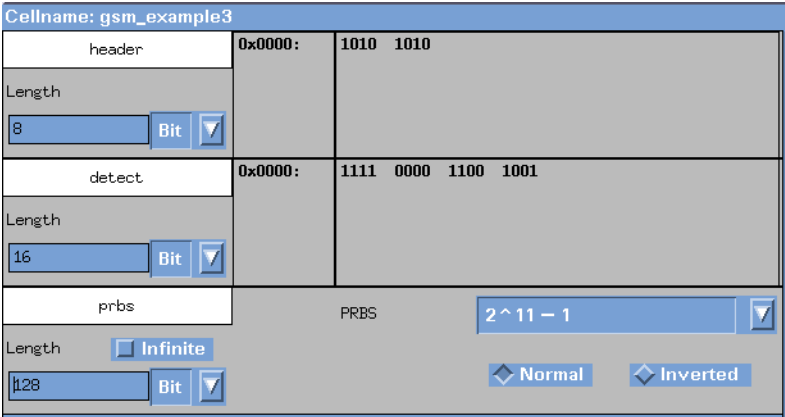 Cellname: gsm_example3
header
0x0000: 1010 1010
Length
8 Bit
detect
0x0000: 1111 0000 1100 1001
Length
16 Bit
prbs
PRBS 2^11 – 1
Length Infinite
128 Bit
Normal Inverted